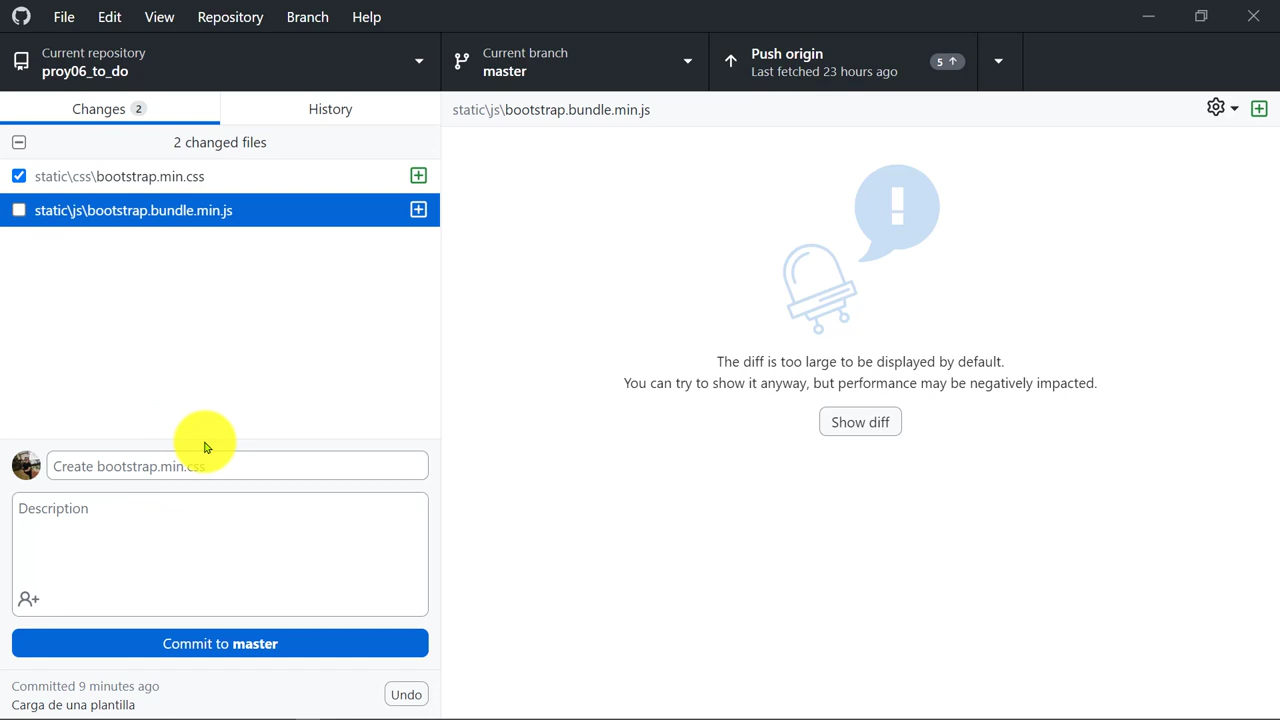 File Edit View Repository Branch Help
Current repository
proy06_to_do
Current branch
master
Push origin
Last fetched 23 hours ago
5
Changes 2
History
static\js\bootstrap.bundle.min.js
2 changed files
static\css\bootstrap.min.css
static\js\bootstrap.bundle.min.js
!
The diff is too large to be displayed by default.
You can try to show it anyway, but performance may be negatively impacted.
Show diff
Create bootstrap.min.css
Description
Commit to master
Committed 9 minutes ago
Carga de una plantilla
Undo